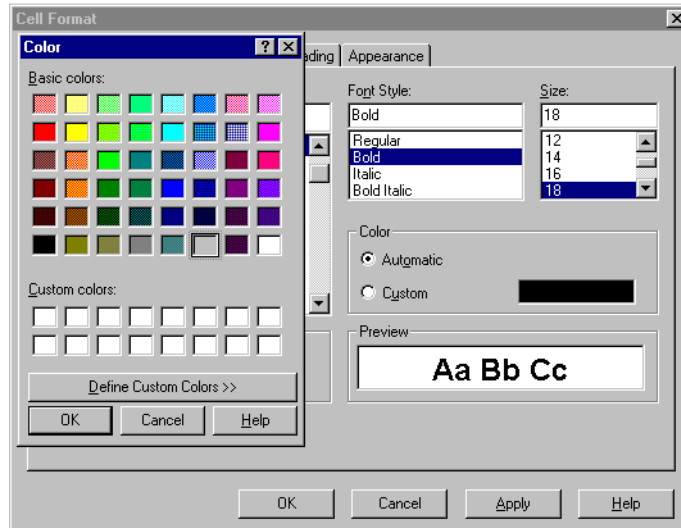 Cell Format
Color
Basic colors:
Custom colors:
Define Custom Colors >>
OK Cancel Help
ding Appearance
Font Style:
Bold
Regular
Bold
Italic
Bold Italic
Size:
18
12
14
16
18
Color
Automatic
Custom
Preview
Aa Bb Cc
OK Cancel Apply Help